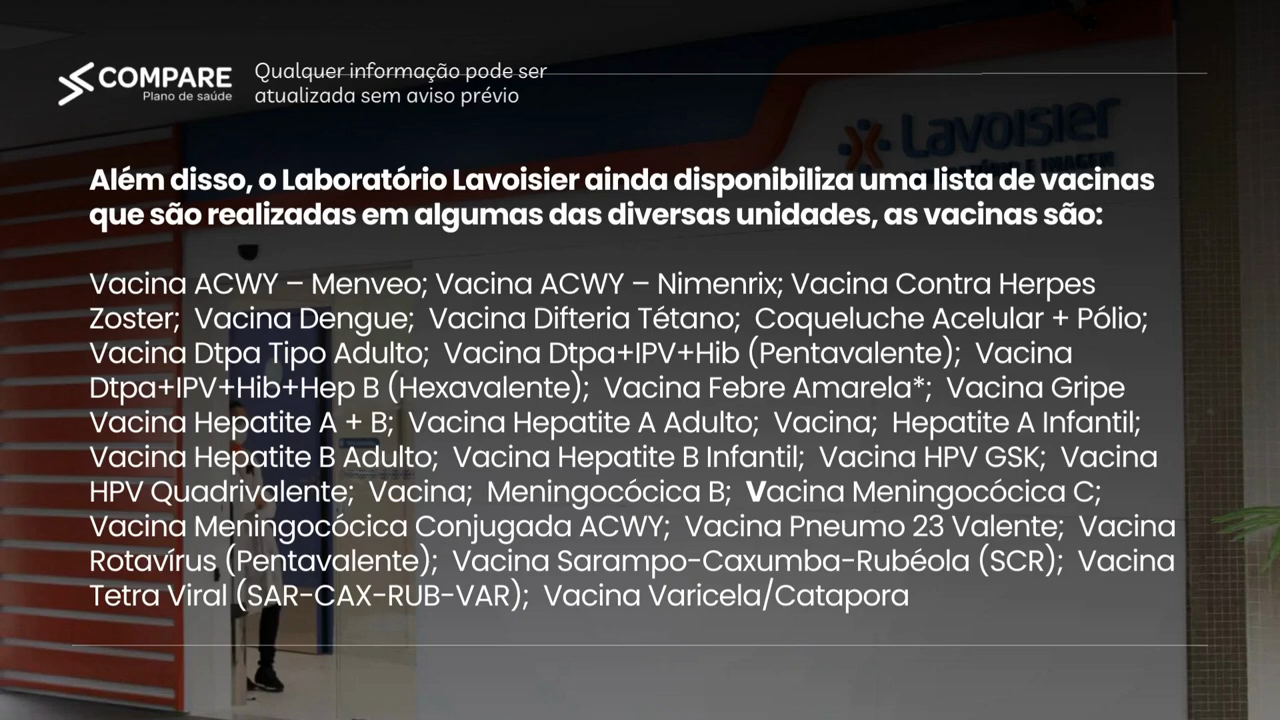 COMPARE
Plano de saúde
Qualquer informação pode ser
atualizada sem aviso prévio
Lavoisier
Além disso, o Laboratório Lavoisier ainda disponibiliza uma lista de vacinas
que são realizadas em algumas das diversas unidades, as vacinas são:
Vacina ACWY – Menveo; Vacina ACWY – Nimenrix; Vacina Contra Herpes
Zoster; Vacina Dengue; Vacina Difteria Tétano; Coqueluche Acelular + Pólio;
Vacina Dtpa Tipo Adulto; Vacina Dtpa+IPV+Hib (Pentavalente); Vacina
Dtpa+IPV+Hib+Hep B (Hexavalente); Vacina Febre Amarela*; Vacina Gripe
Vacina Hepatite A + B; Vacina Hepatite A Adulto; Vacina; Hepatite A Infantil;
Vacina Hepatite B Adulto; Vacina Hepatite B Infantil; Vacina HPV GSK; Vacina
HPV Quadrivalente; Vacina; Meningocócica B; Vacina Meningocócica C;
Vacina Meningocócica Conjugada ACWY; Vacina Pneumo 23 Valente; Vacina
Rotavírus (Pentavalente); Vacina Sarampo-Caxumba-Rubéola (SCR); Vacina
Tetra Viral (SAR-CAX-RUB-VAR); Vacina Varicela/Catapora